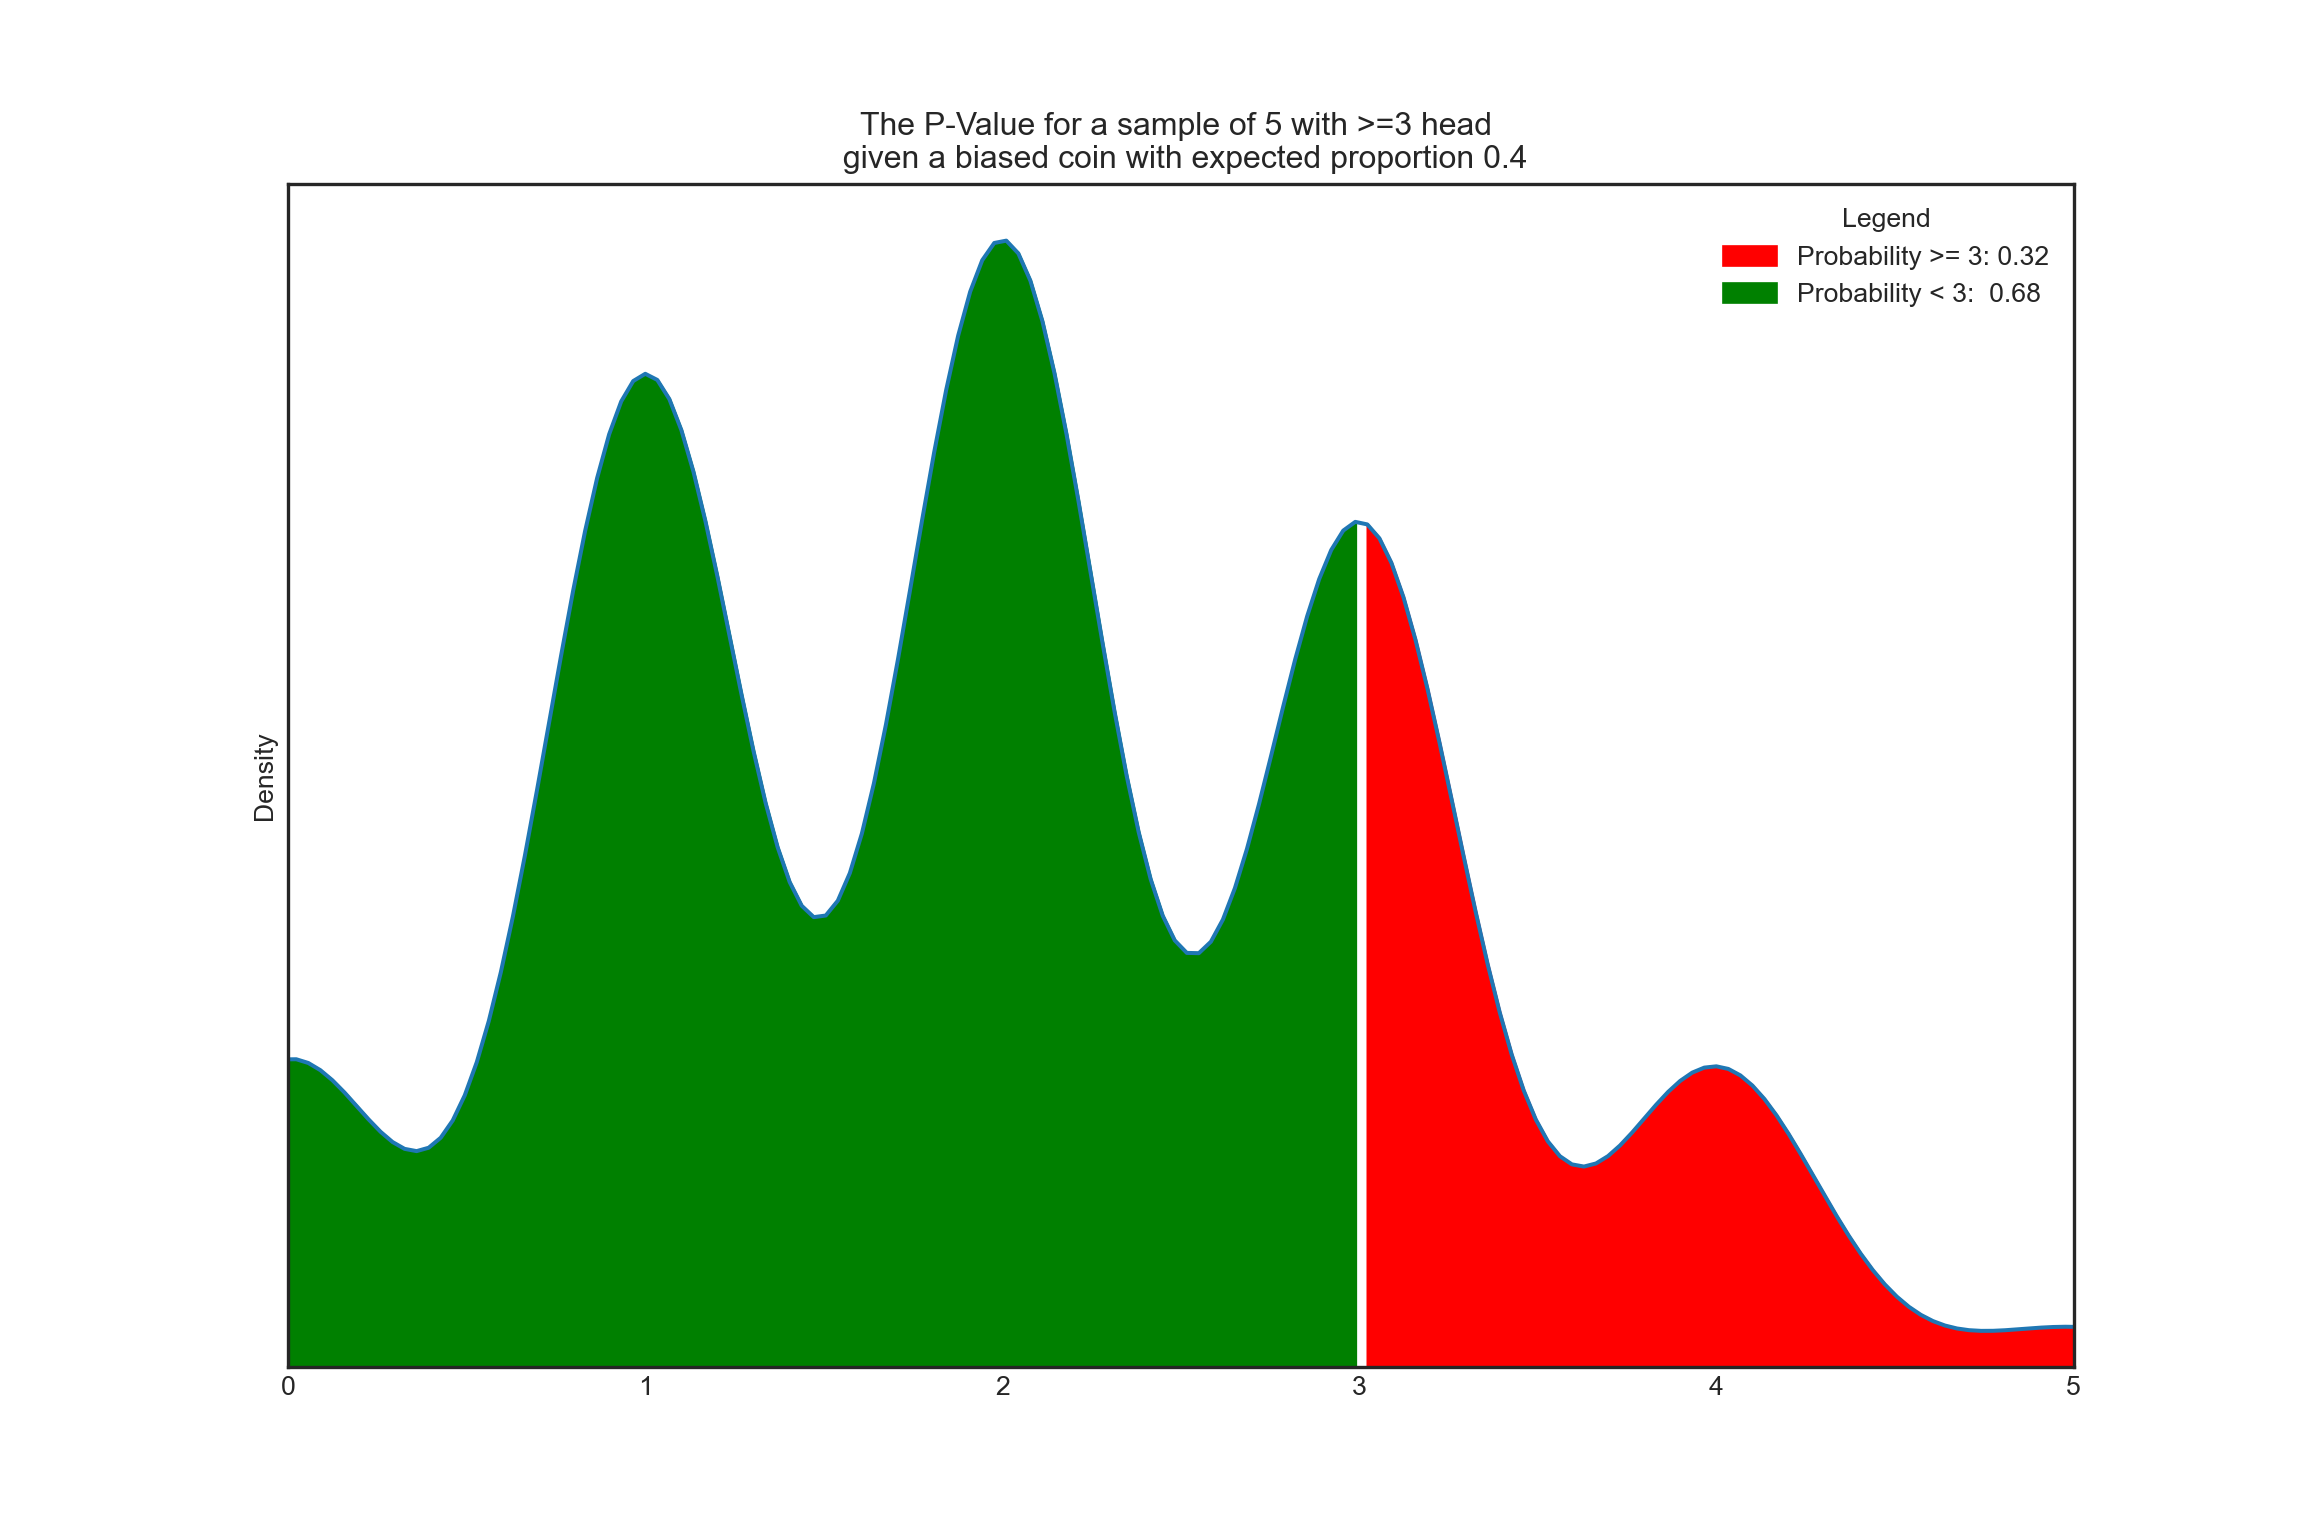 The P-Value for a sample of 5 with >=3 head
given a biased coin with expected proportion 0.4
Legend
Probability >= 3: 0.32
Probability < 3:  0.68
Density
0 1 2 3 4 5